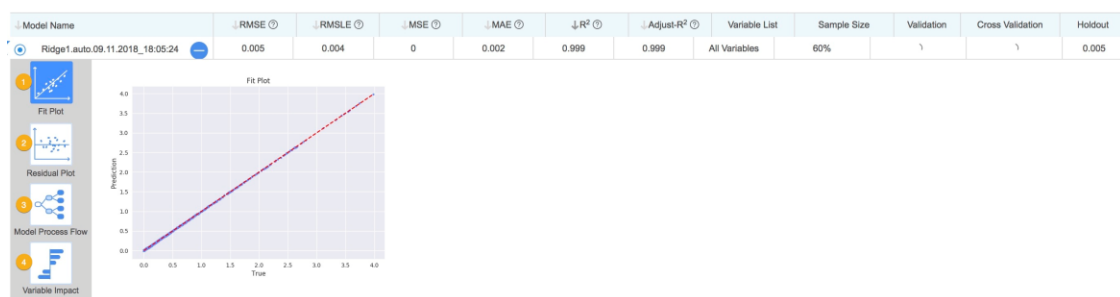 Model Name RMSE RMSLE MSE MAE R² Adjust-R² Variable List Sample Size Validation Cross Validation Holdout
Ridge1.auto.09.11.2018_18:05:24 0.005 0.004 0 0.002 0.999 0.999 All Variables 60% 0.005
1
Fit Plot
2
Residual Plot
3
Model Process Flow
4
Variable Impact
Fit Plot
4.0
3.5
3.0
2.5
2.0
1.5
1.0
0.5
0.0
Prediction
0.0 0.5 1.0 1.5 2.0 2.5 3.0 3.5 4.0
True